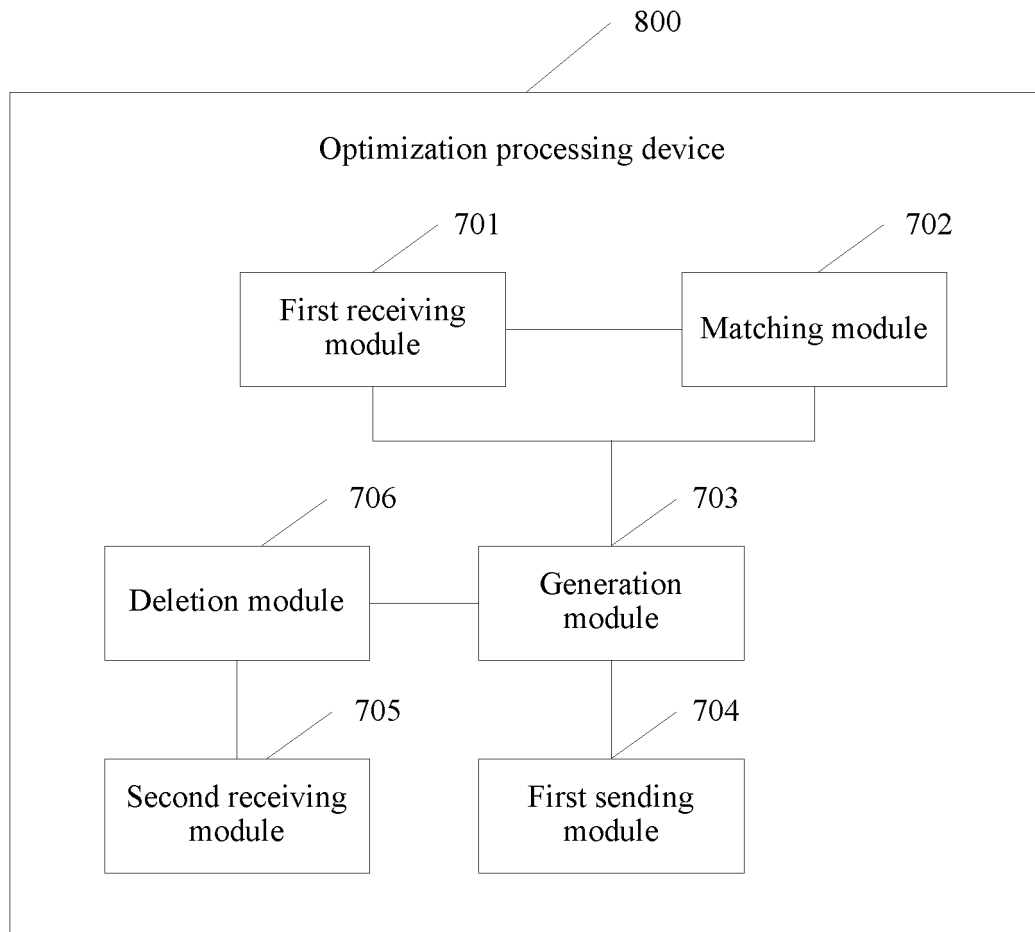 800
Optimization processing device
701
702
First receiving
module
Matching module
706
703
Deletion module
Generation
module
705
704
Second receiving
module
First sending
module